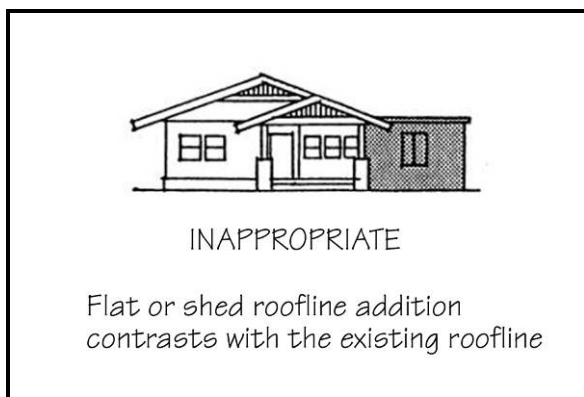 INAPPROPRIATE
Flat or shed roofline addition
contrasts with the existing roofline